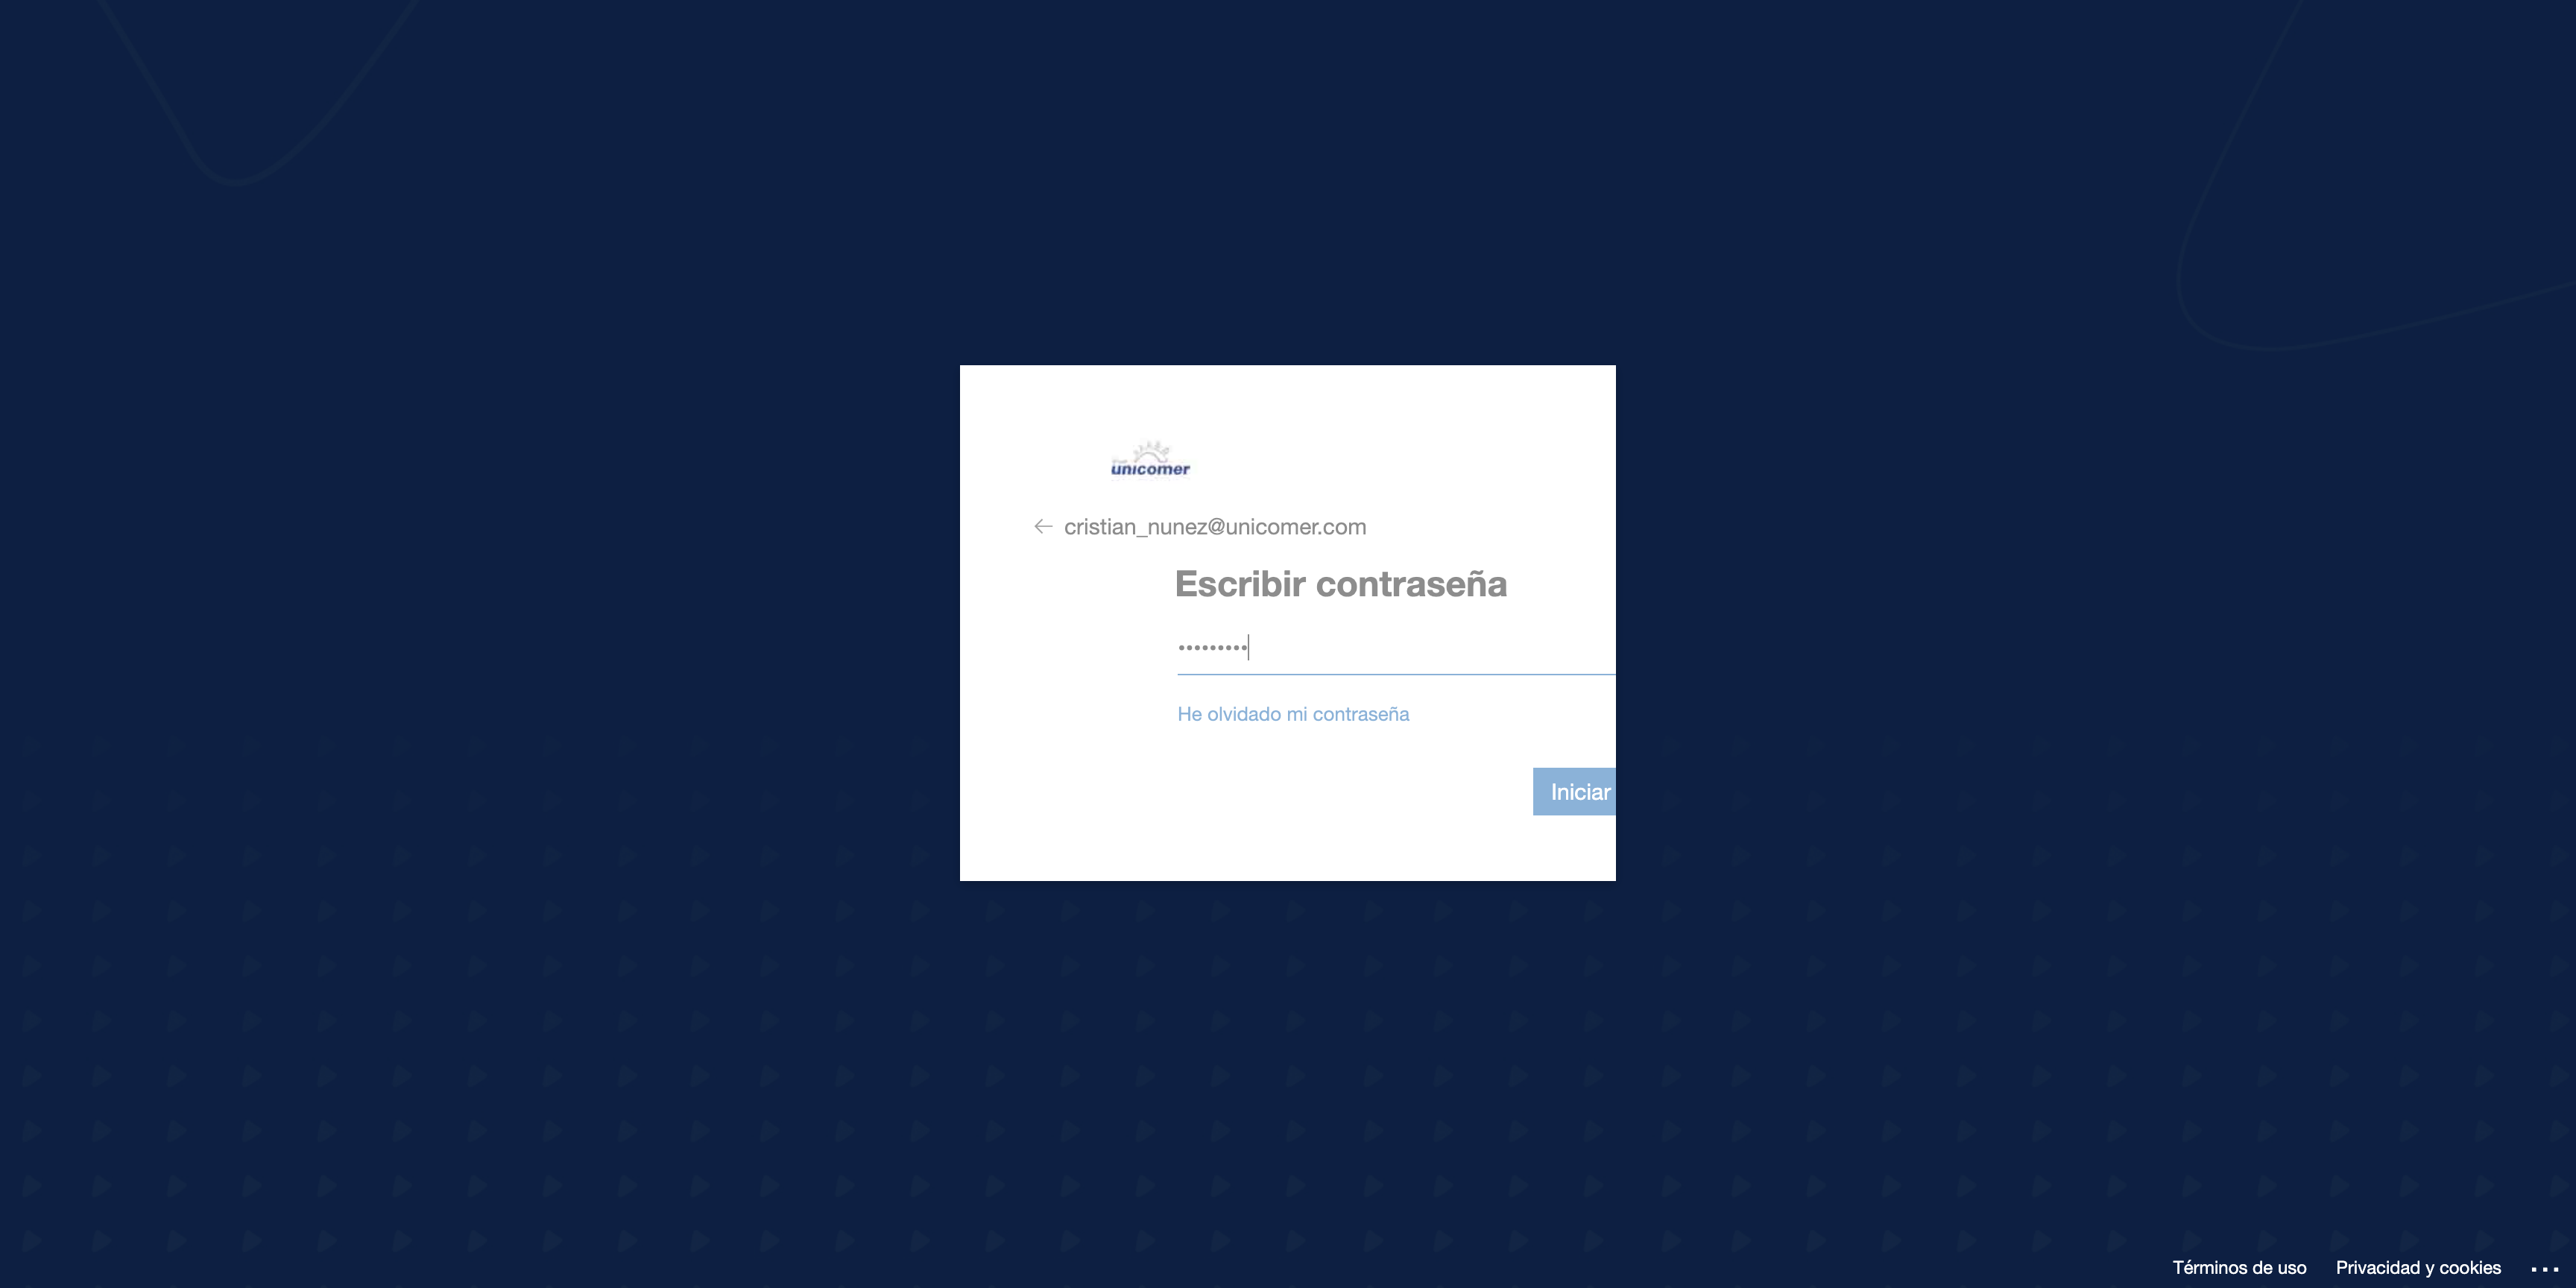 unicomer
cristian_nunez@unicomer.com
Escribir contraseña
He olvidado mi contraseña
Iniciar
Términos de uso Privacidad y cookies